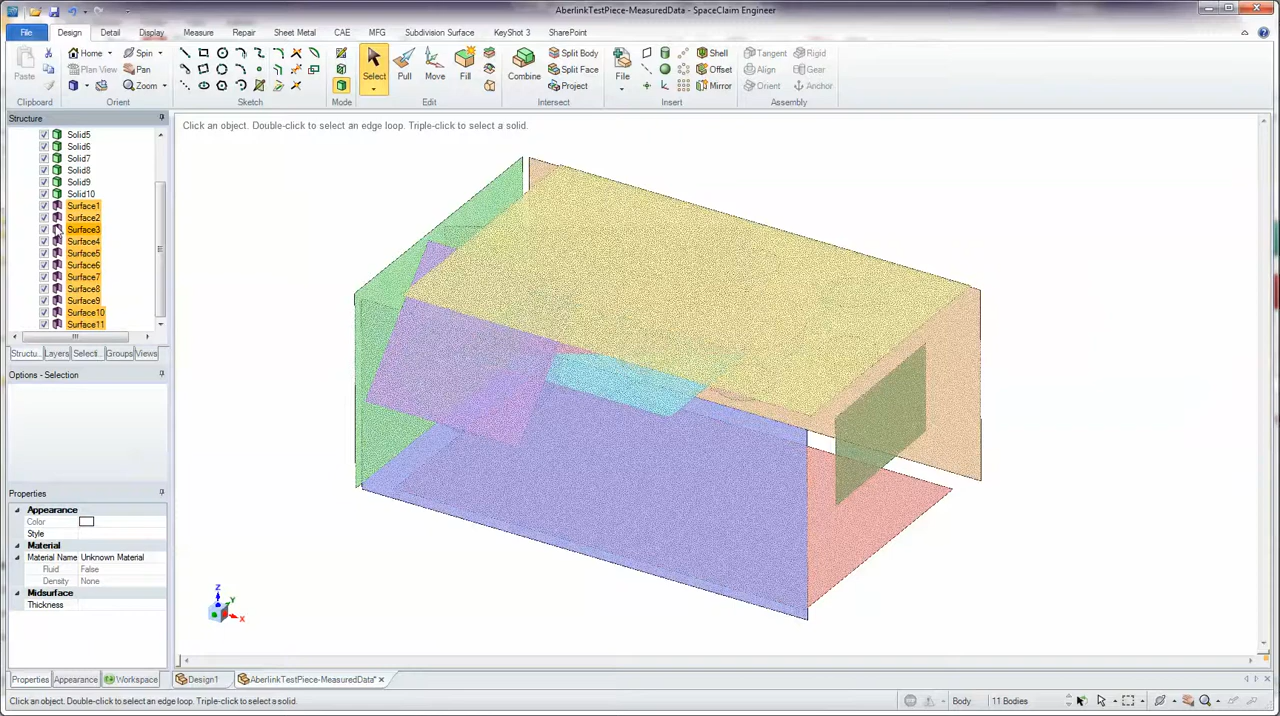 AberlinkTestPiece-MeasuredData - SpaceClaim Engineer
File Design Detail Display Measure Repair Sheet Metal CAE MFG Subdivision Surface KeyShot 3 SharePoint
Home Spin Split Body Shell Tangent Rigid
Paste Plan View Pan Select Pull Move Fill Combine Split Face File Offset Align Gear
Zoom Project Mirror Orient Anchor
Clipboard Orient Sketch Mode Edit Intersect Insert Assembly
Structure
Click an object. Double-click to select an edge loop. Triple-click to select a solid.
Solid5
Solid6
Solid7
Solid8
Solid9
Solid10
Surface1
Surface2
Surface3
Surface4
Surface5
Surface6
Surface7
Surface8
Surface9
Surface10
Surface11
Structu... Layers Selecti... Groups Views
Options - Selection
Properties
Appearance
Color
Style
Material
Material Name Unknown Material
Fluid False
Density None
Midsurface
Thickness
Z
Y
X
Properties Appearance Workspace Design1 AberlinkTestPiece-MeasuredData*
Click an object. Double-click to select an edge loop. Triple-click to select a solid. Body 11 Bodies